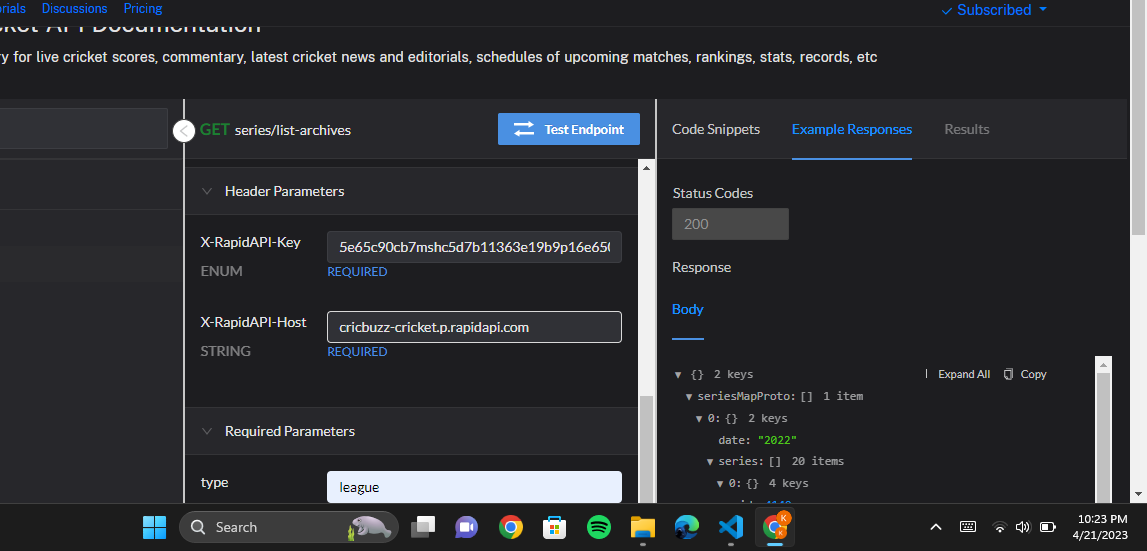 rials Discussions Pricing
Subscribed
cket API Documentation
y for live cricket scores, commentary, latest cricket news and editorials, schedules of upcoming matches, rankings, stats, records, etc
GET series/list-archives
Test Endpoint
Code Snippets Example Responses Results
Header Parameters
X-RapidAPI-Key
5e65c90cb7mshc5d7b11363e19b9p16e650
ENUM
REQUIRED
X-RapidAPI-Host
cricbuzz-cricket.p.rapidapi.com
STRING
REQUIRED
Required Parameters
type
league
Status Codes
200
Response
Body
{} 2 keys
Expand All Copy
seriesMapProto: [] 1 item
0: {} 2 keys
date: "2022"
series: [] 20 items
0: {} 4 keys
Search
K
K
10:23 PM
4/21/2023